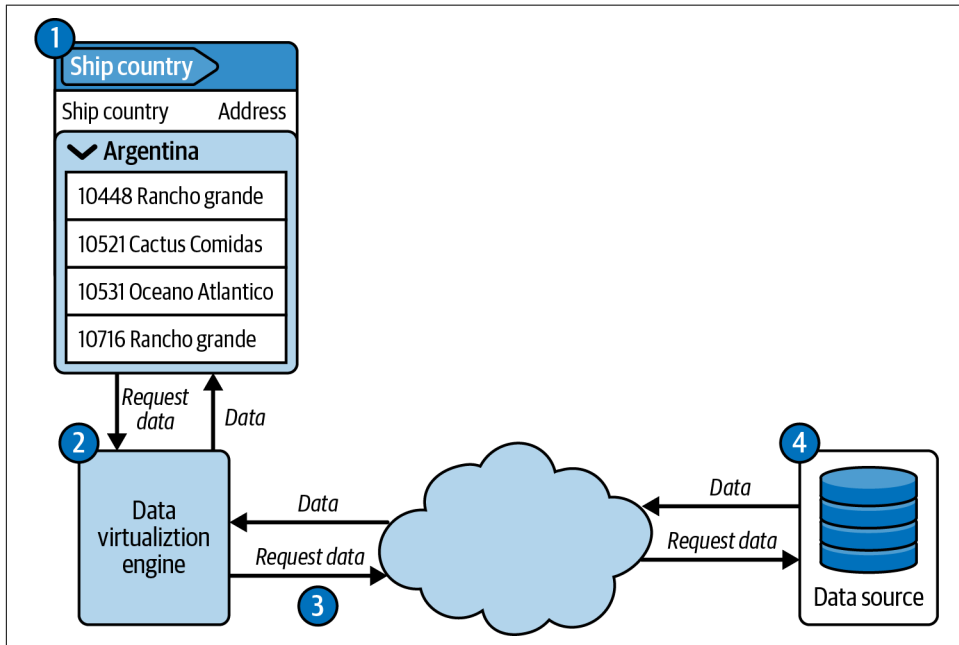 1
Ship country
Ship country Address
Argentina
10448 Rancho grande
10521 Cactus Comidas
10531 Oceano Atlantico
10716 Rancho grande
Request
data
Data
2
Data
virtualiztion
engine
Data
Request data
3
Data
Request data
4
Data source